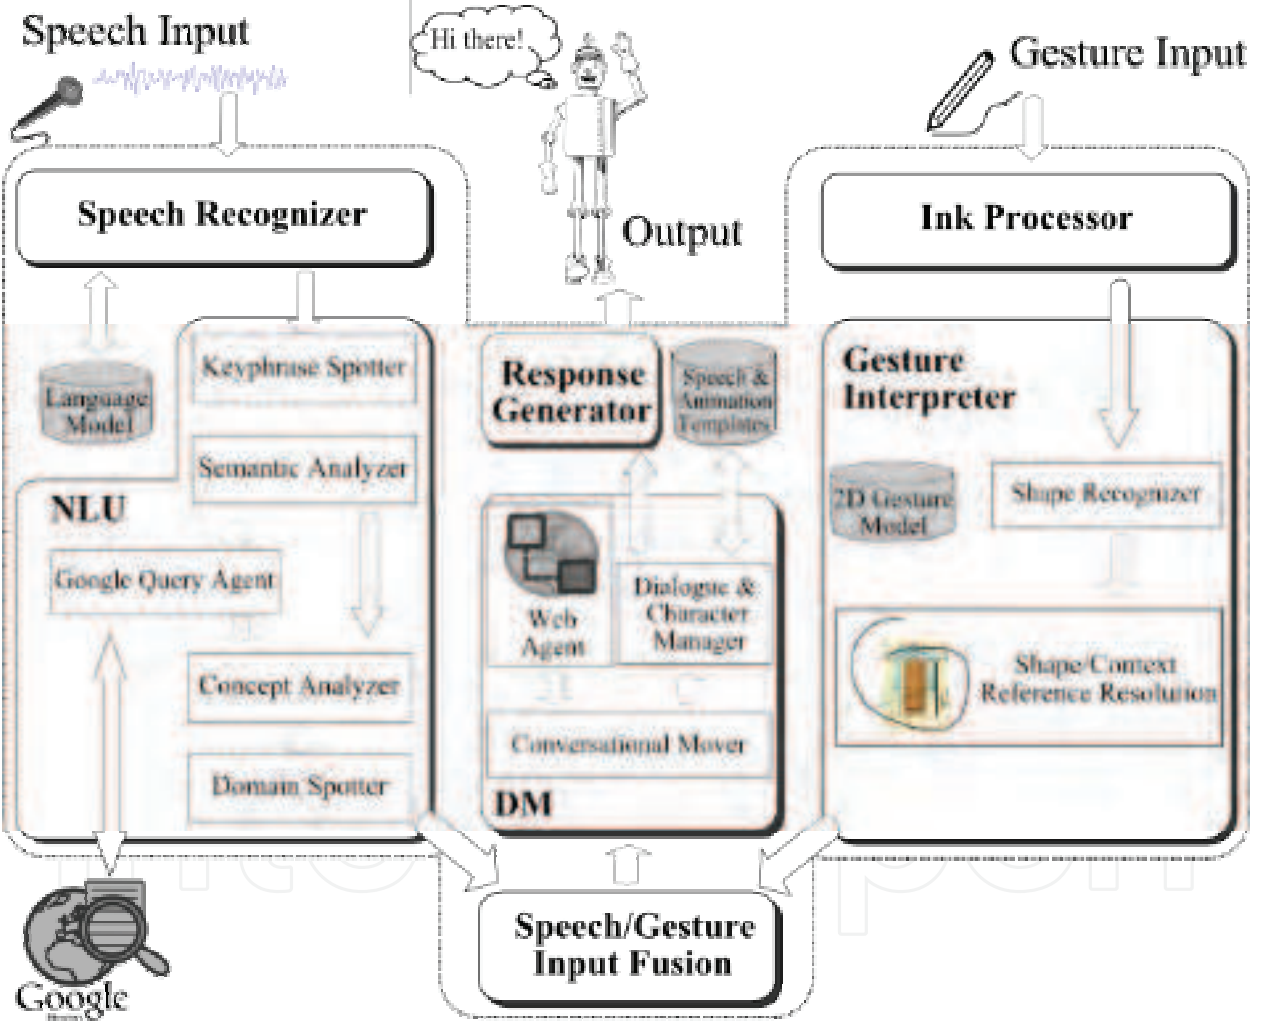 Speech Input
Hi there!
Gesture Input
Speech Recognizer
Output
Ink Processor
Keyphrase Spotter
Language
Model
Semantic Analyzer
NLU
Google Query Agent
Concept Analyzer
Domain Spotter
Response
Generator
Speech &
Animation
Templates
Web
Agent
Dialogue &
Character
Manager
Conversational Mover
DM
Gesture
Interpreter
2D Gesture
Model
Shape Recognizer
Shape/Context
Reference Resolution
Speech/Gesture
Input Fusion
Google